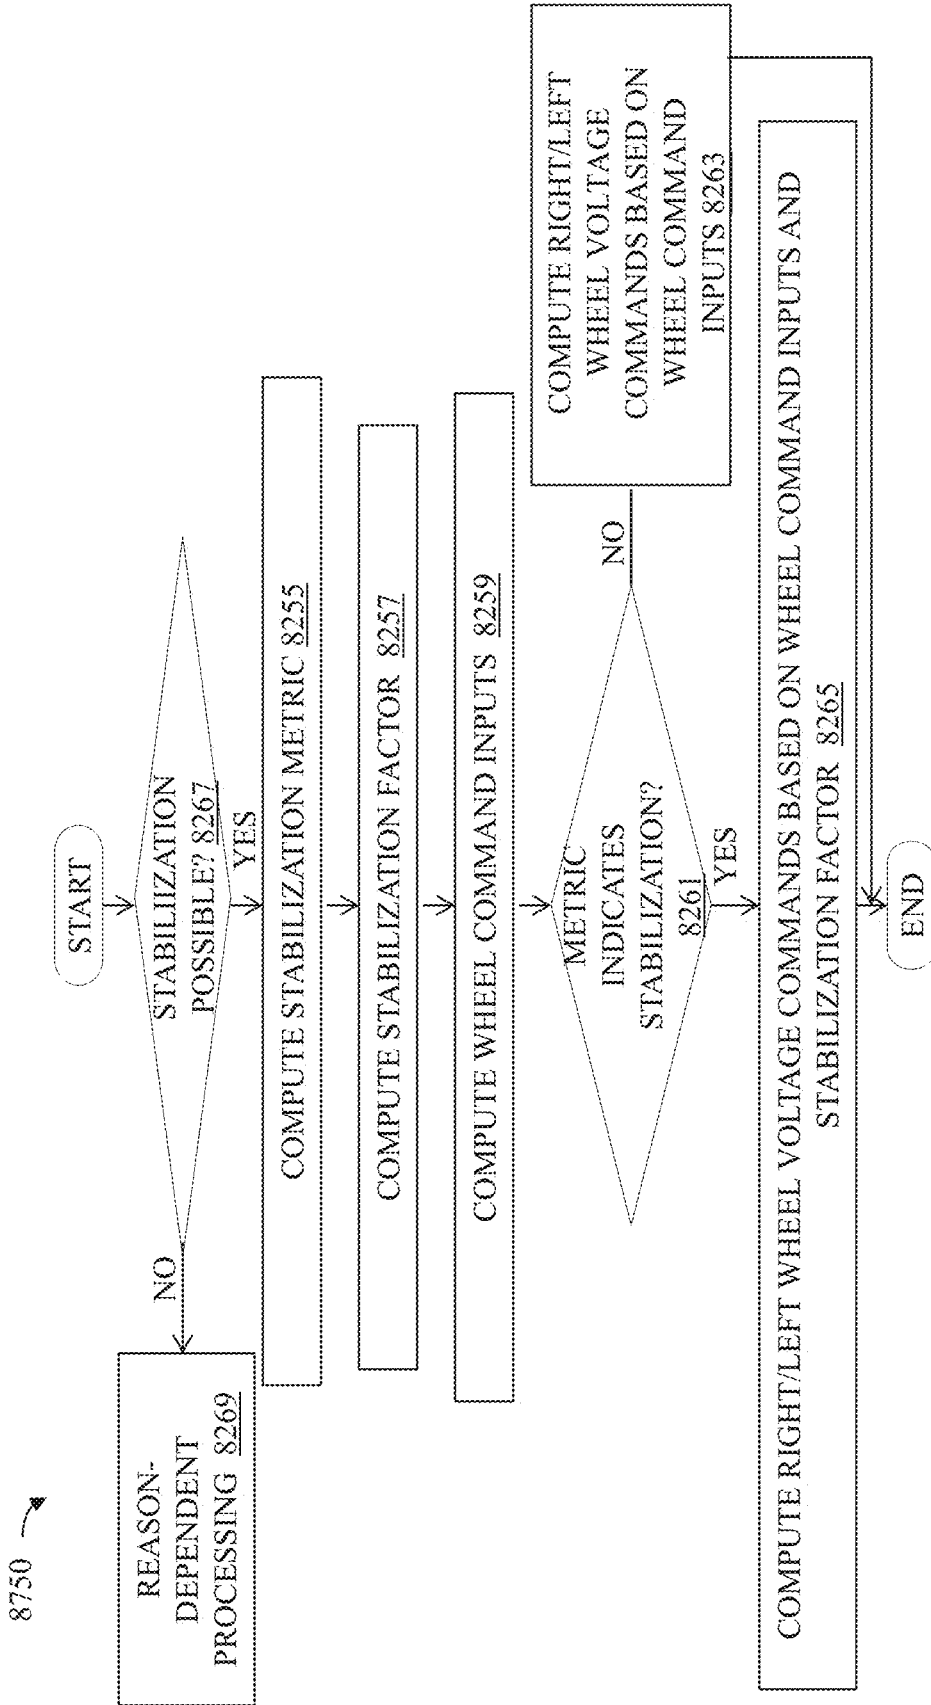 8750
START
STABILIIZATION
POSSIBLE? 8267
NO
REASON-
DEPENDENT
PROCESSING 8269
YES
COMPUTE STABILIZATION METRIC 8255
COMPUTE STABILIZATION FACTOR 8257
COMPUTE WHEEL COMMAND INPUTS 8259
METRIC
INDICATES
STABILIZATION?
8261
NO
COMPUTE RIGHT/LEFT
WHEEL VOLTAGE
COMMANDS BASED ON
WHEEL COMMAND
INPUTS 8263
YES
COMPUTE RIGHT/LEFT WHEEL VOLTAGE COMMANDS BASED ON WHEEL COMMAND INPUTS AND
STABILIZATION FACTOR 8265
END